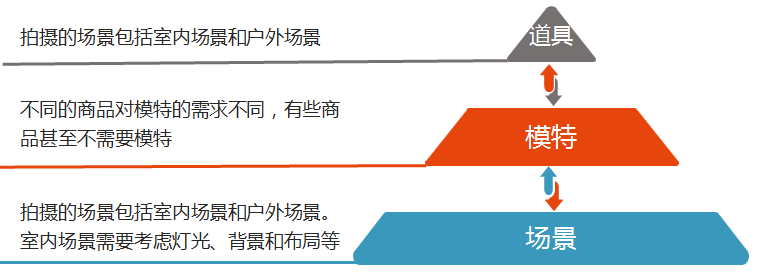 拍摄的场景包括室内场景和户外场景
道具
不同的商品对模特的需求不同，有些商
品甚至不需要模特
模特
拍摄的场景包括室内场景和户外场景。
室内场景需要考虑灯光、背景和布局等
场景